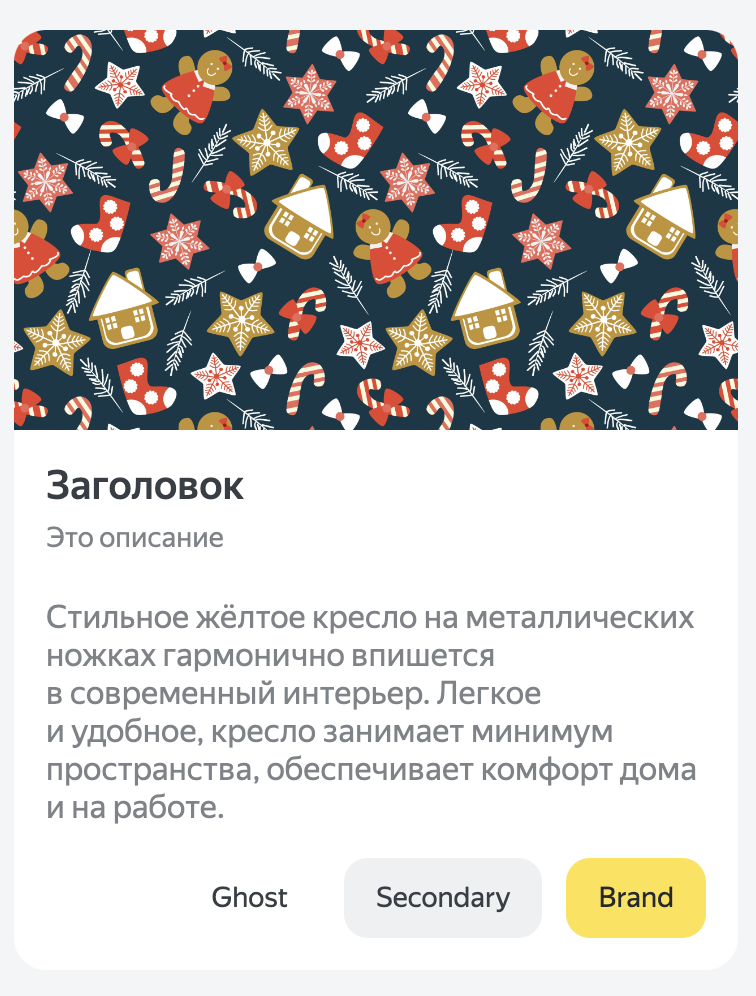 Заголовок
Это описание
Стильное жёлтое кресло на металлических
ножках гармонично впишется
в современный интерьер. Легкое
и удобное, кресло занимает минимум
пространства, обеспечивает комфорт дома
и на работе.
Ghost
Secondary
Brand